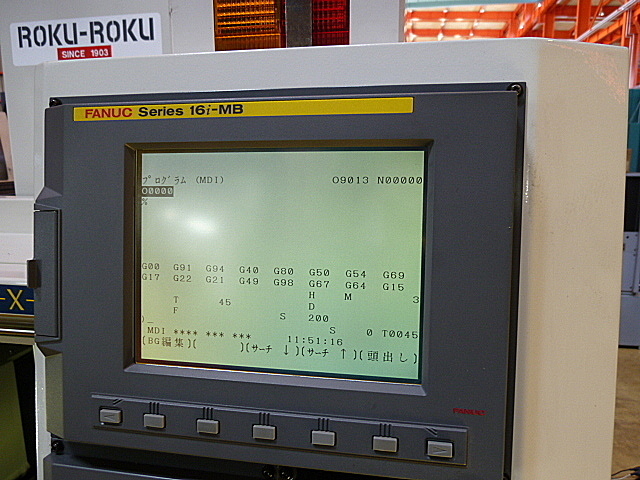 ROKU-ROKU
SINCE 1903
FANUC Series 16i-MB
ﾌﾟﾛｸﾞﾗﾑ (MDI) O9013 N00000
O0000
%
G00 G91 G94 G40 G80 G50 G54 G69
G17 G22 G21 G49 G98 G67 G64 G15
H M 3
T 45 D
F S 200
)_ S 0 T0045
MDI **** *** *** 11:51:16
[BG編集][ ][ｻｰﾁ ↓][ｻｰﾁ ↑][頭出し]
X